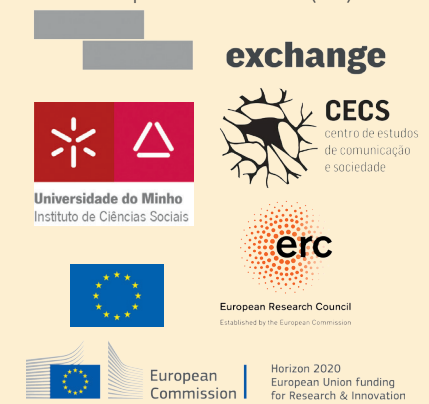 exchange
CECS
centro de estudos
de comunicação
e sociedade
Universidade do Minho
Instituto de Ciências Sociais
erc
European Research Council
Established by the European Commission
European
Commission
Horizon 2020
European Union funding
for Research & Innovation